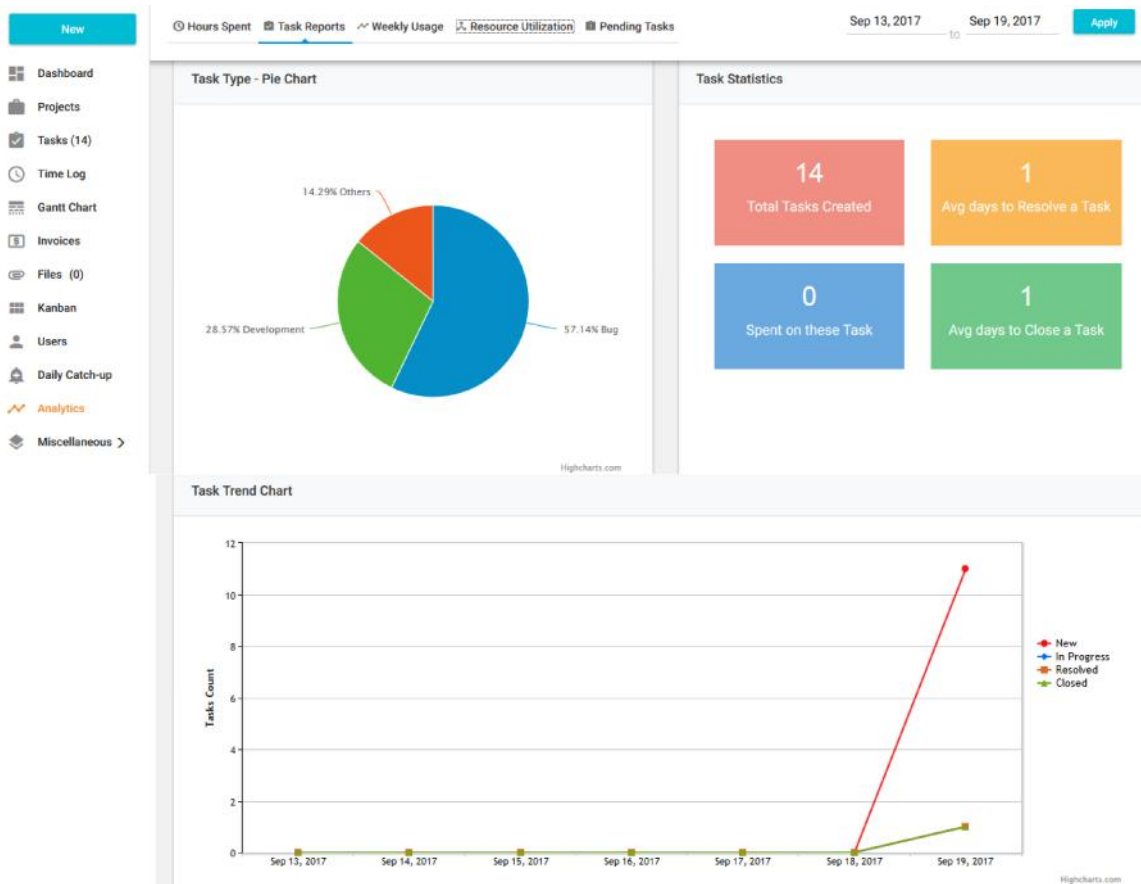 New
Dashboard
Projects
Tasks (14)
Time Log
Gantt Chart
Invoices
Files (0)
Kanban
Users
Daily Catch-up
Analytics
Miscellaneous >
Hours Spent Task Reports Weekly Usage Resource Utilization Pending Tasks
Sep 13, 2017 to Sep 19, 2017 Apply
Task Type - Pie Chart
14.29% Others
28.57% Development
57.14% Bug
Highcharts.com
Task Statistics
14
Total Tasks Created
1
Avg days to Resolve a Task
0
Spent on these Task
1
Avg days to Close a Task
Task Trend Chart
Tasks Count
12
10
8
6
4
2
0
Sep 13, 2017 Sep 14, 2017 Sep 15, 2017 Sep 16, 2017 Sep 17, 2017 Sep 18, 2017 Sep 19, 2017
New
In Progress
Resolved
Closed
Highcharts.com